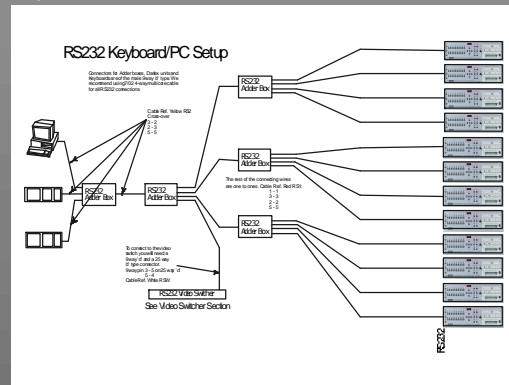 RS232 Keyboard/PC Setup
Connectors for Adder boxes, Dartex units and
Keyboards are of the male 9way 'd' type. We
recommend using 7/0.2 4-way multicore cable
for all RS232 connections.
Cable Ref. Yellow RS2
Cross-over
3 - 2
2 - 3
5 - 5
RS232
Adder Box
RS232
Adder Box
RS232
Adder Box
RS232
Adder Box
The rest of the connecting wires
are one to ones. Cable Ref. Red RS1:
1 - 1
3 - 3
2 - 2
5 - 5
RS232
Adder Box
To connect to the video
switch you will need a
9way 'd' and a 25 way
'd' type connector.
9way pin 3 - 5 on 25 way 'd'
5 - 4
Cable Ref. White RSW
RS232 Video Swither
See Video Switcher Section
RS232